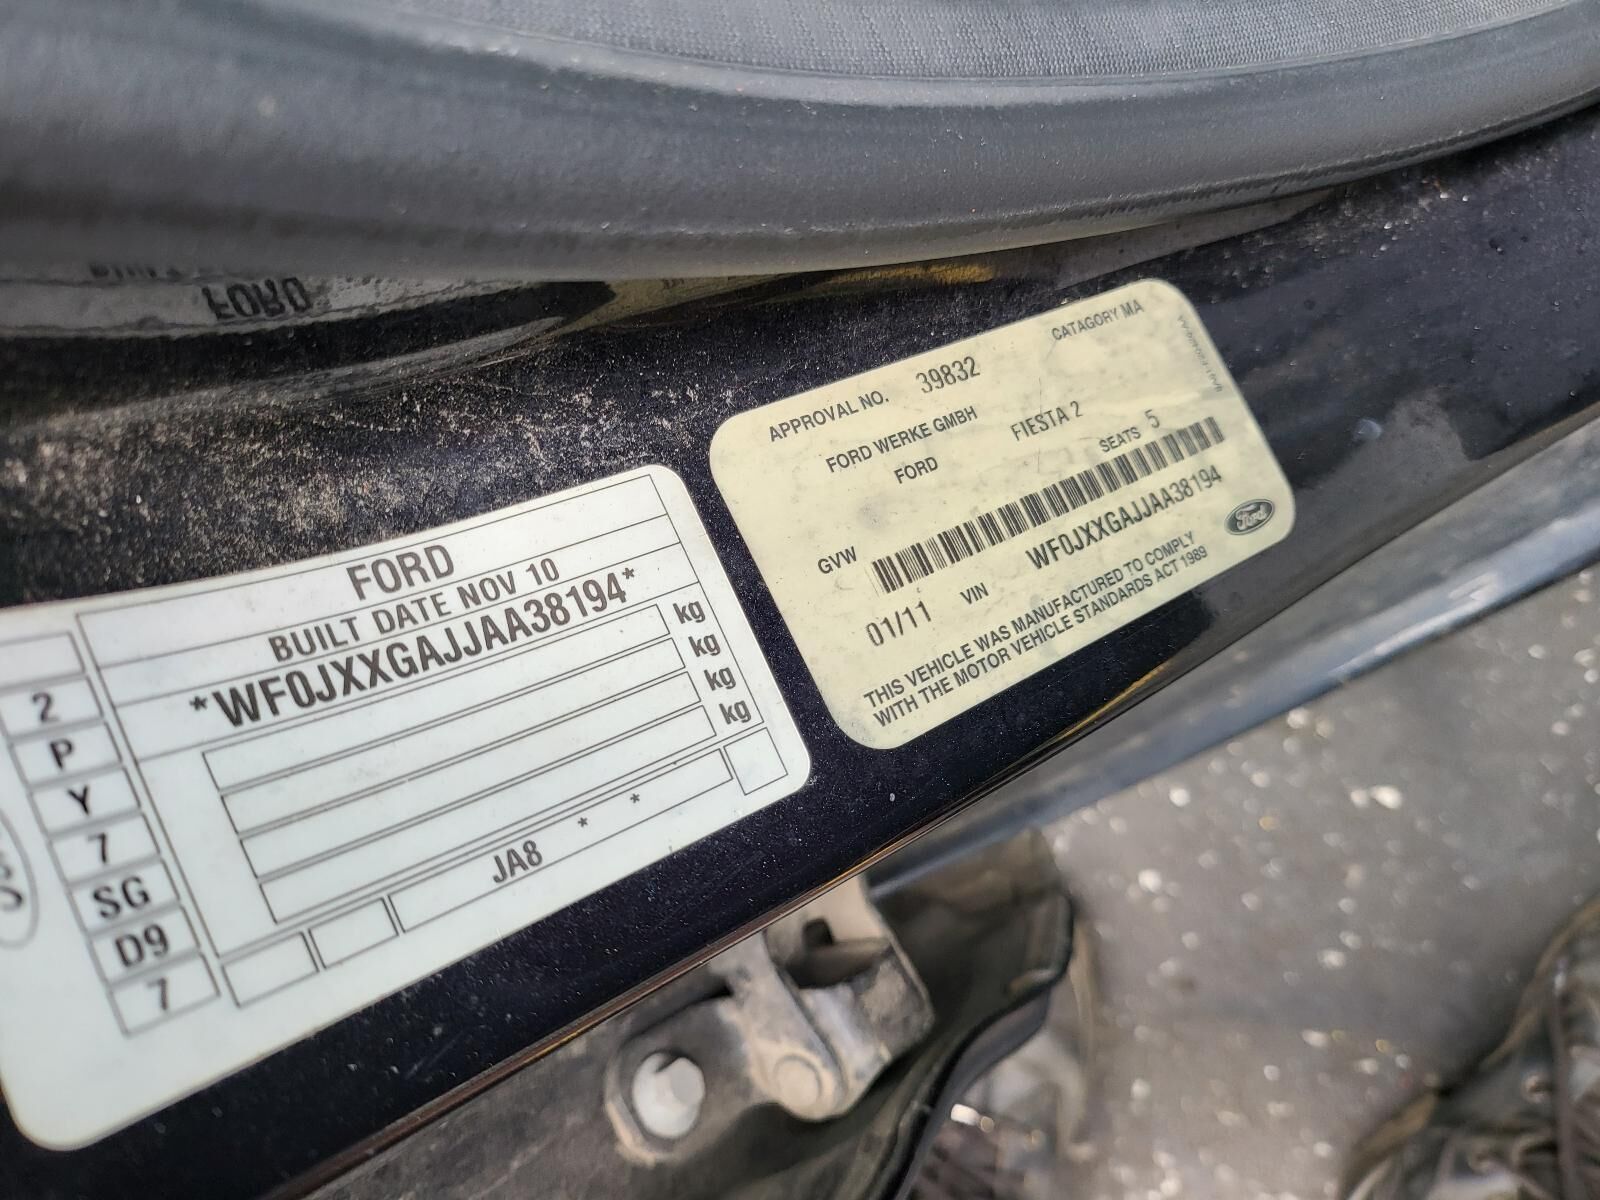 FORD
BUILT DATE NOV 10
*WF0JXXGAJJAA38194*
kg
kg
kg
kg
2
P
Y
7
SG
D9
7
JA8 * *
APPROVAL NO. 39832
CATAGORY MA
FORD WERKE GMBH
FORD FIESTA 2
SEATS 5
GVW
01/11 VIN WF0JXXGAJJAA38194
THIS VEHICLE WAS MANUFACTURED TO COMPLY
WITH THE MOTOR VEHICLE STANDARDS ACT 1989
Ford
FORD